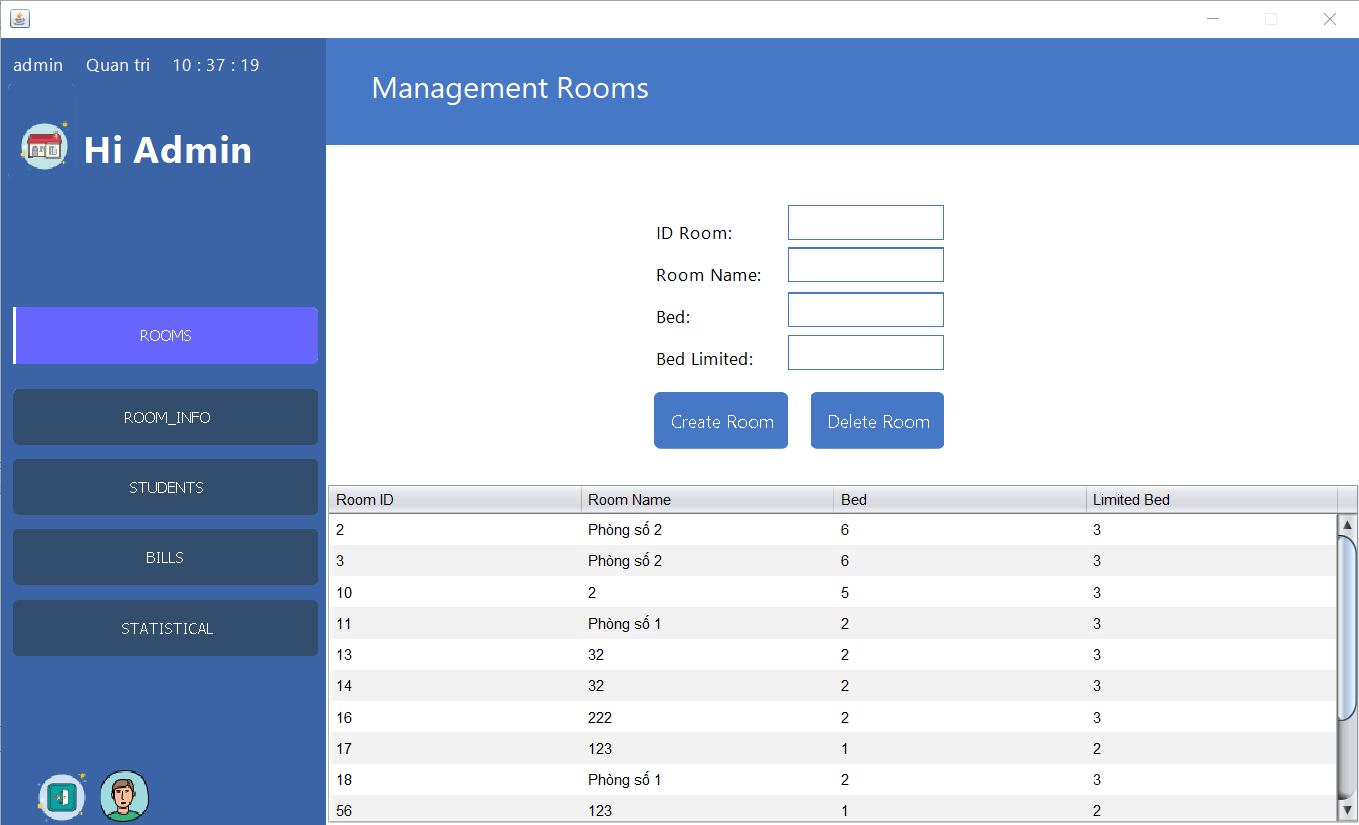 admin Quan tri 10 : 37 : 19
Hi Admin
ROOMS
ROOM_INFO
STUDENTS
BILLS
STATISTICAL
Management Rooms
ID Room:
Room Name:
Bed:
Bed Limited:
Create Room Delete Room
Room ID Room Name Bed Limited Bed
2 Phòng số 2 6 3
3 Phòng số 2 6 3
10 2 5 3
11 Phòng số 1 2 3
13 32 2 3
14 32 2 3
16 222 2 3
17 123 1 2
18 Phòng số 1 2 3
56 123 1 2